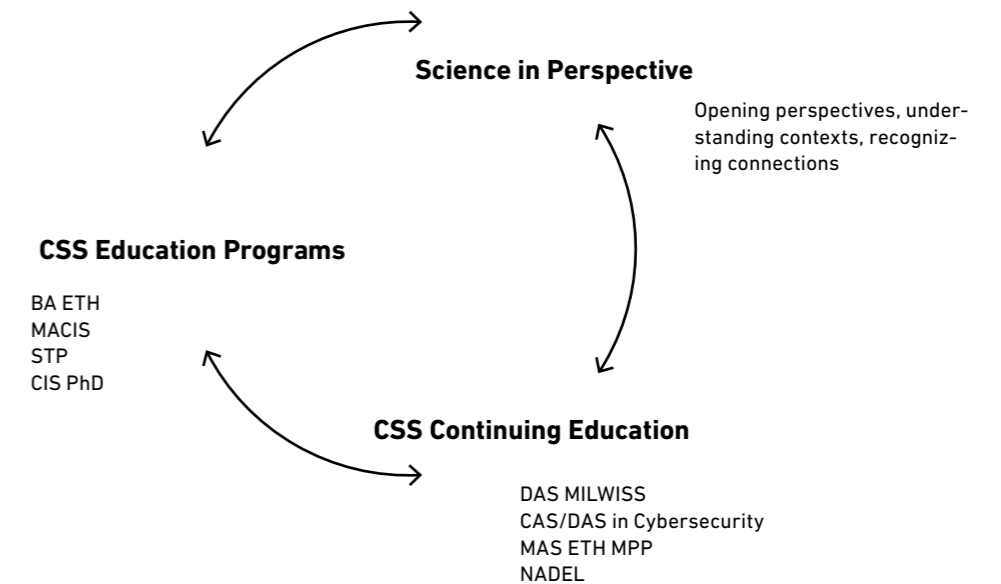 Science in Perspective
Opening perspectives, under-
standing contexts, recogniz-
ing connections
CSS Education Programs
BA ETH
MACIS
STP
CIS PhD
CSS Continuing Education
DAS MILWISS
CAS/DAS in Cybersecurity
MAS ETH MPP
NADEL